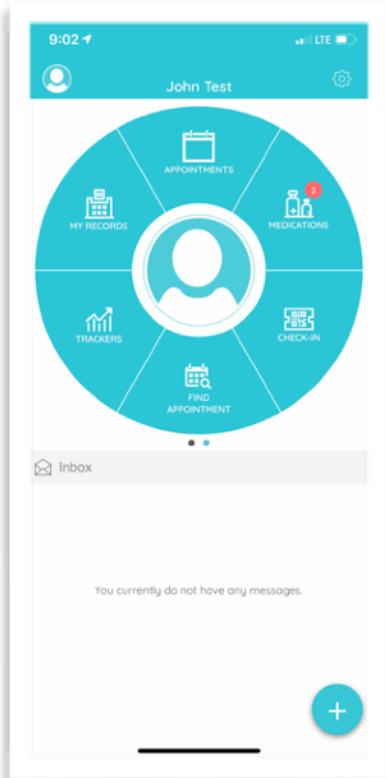 9:02
LTE
John Test
APPOINTMENTS
MY RECORDS
2
MEDICATIONS
TRACKERS
CHECK-IN
FIND
APPOINTMENT
Inbox
You currently do not have any messages.
+